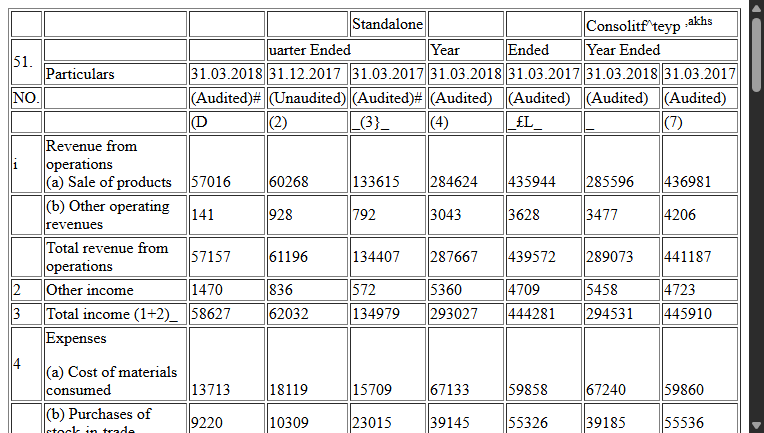 Standalone Consolitf^teyp ,akhs
51. uarter Ended Year Ended Year Ended
Particulars 31.03.2018 31.12.2017 31.03.2017 31.03.2018 31.03.2017 31.03.2018 31.03.2017
NO. (Audited)# (Unaudited) (Audited)# (Audited) (Audited) (Audited) (Audited)
(D (2) _(3}_ (4) _£L_ _ (7)
i Revenue from
operations
(a) Sale of products 57016 60268 133615 284624 435944 285596 436981
(b) Other operating
revenues 141 928 792 3043 3628 3477 4206
Total revenue from
operations 57157 61196 134407 287667 439572 289073 441187
2 Other income 1470 836 572 5360 4709 5458 4723
3 Total income (1+2)_ 58627 62032 134979 293027 444281 294531 445910
4 Expenses
(a) Cost of materials
consumed 13713 18119 15709 67133 59858 67240 59860
(b) Purchases of
stock-in-trade 9220 10309 23015 39145 55326 39185 55536